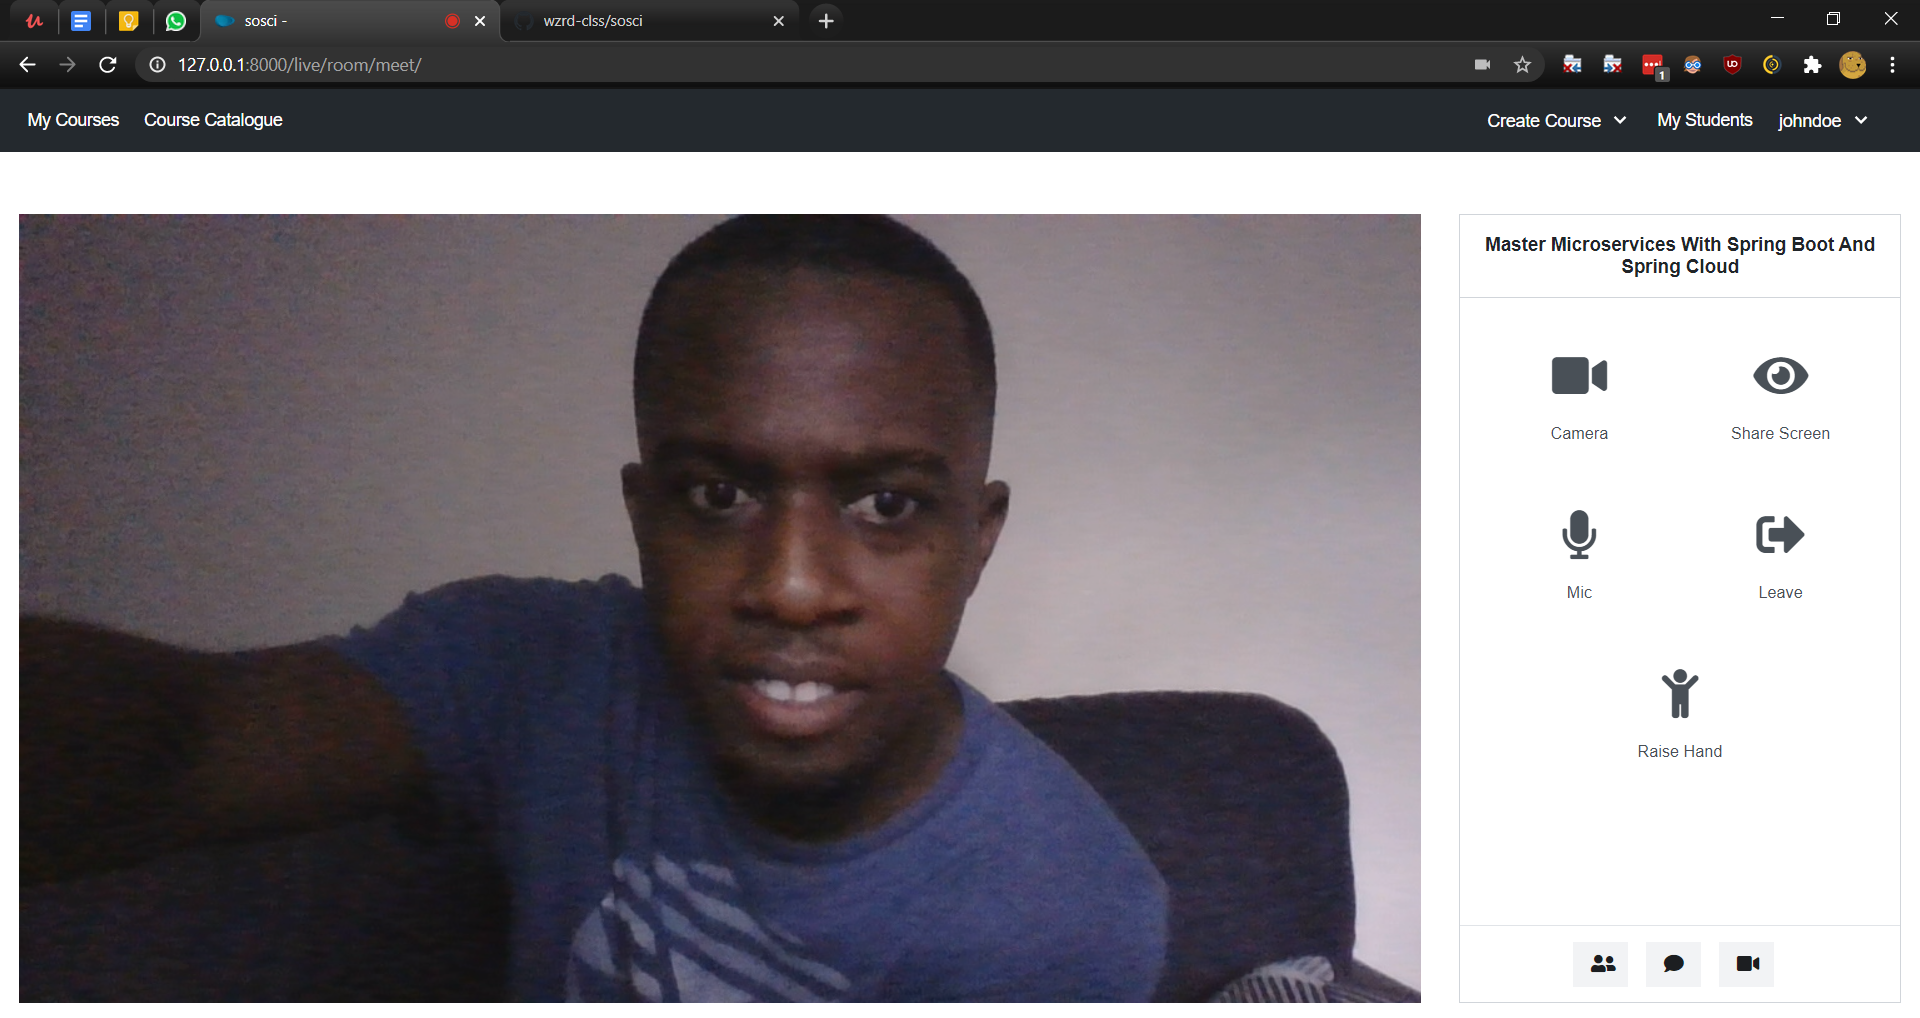 sosci -
wzrd-clss/sosci
127.0.0.1:8000/live/room/meet/
1
My Courses
Course Catalogue
Create Course
My Students
johndoe
Master Microservices With Spring Boot And
Spring Cloud
Camera
Share Screen
Mic
Leave
Raise Hand